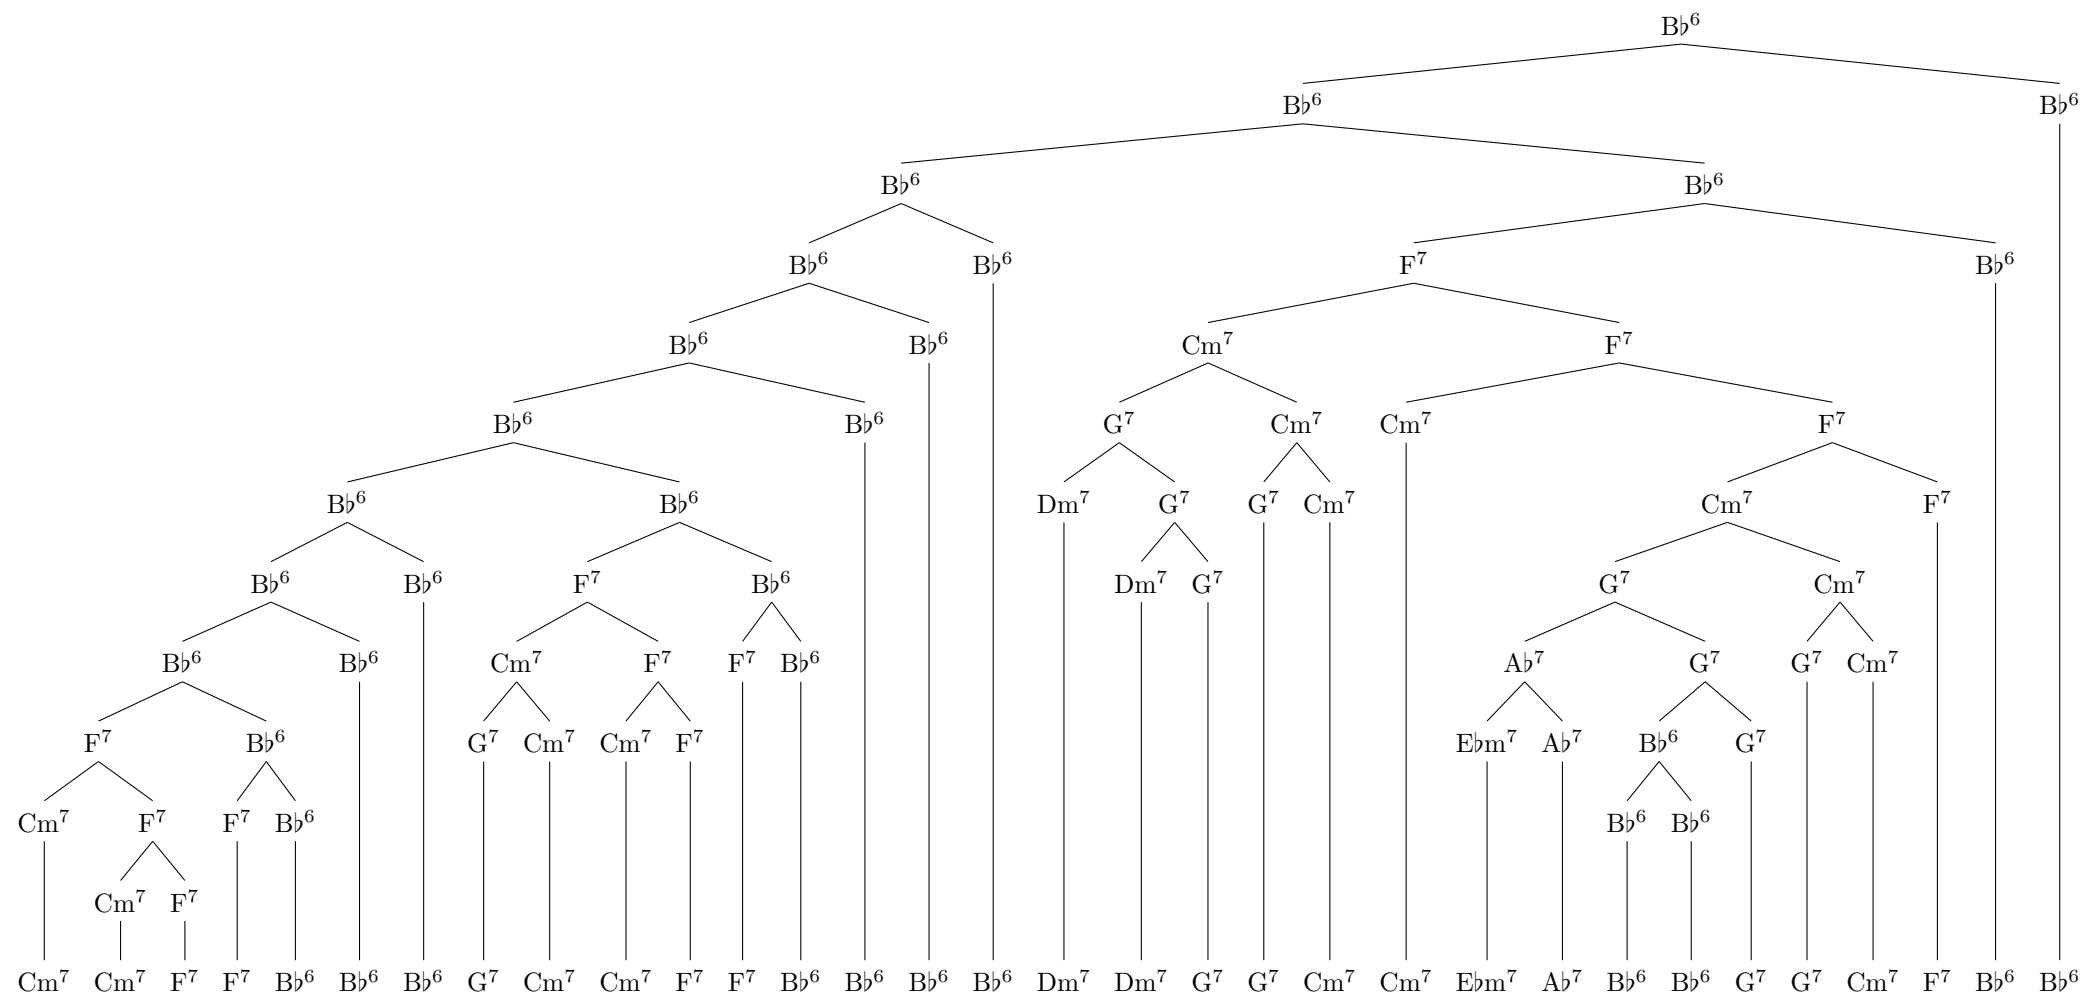 B♭⁶
B♭⁶ B♭⁶
B♭⁶ B♭⁶
B♭⁶ B♭⁶ F⁷ B♭⁶
B♭⁶ B♭⁶ Cm⁷ F⁷
B♭⁶ B♭⁶ G⁷ Cm⁷ Cm⁷ F⁷
B♭⁶ B♭⁶ Dm⁷ G⁷ G⁷ Cm⁷ Cm⁷ F⁷
B♭⁶ B♭⁶ F⁷ B♭⁶ Dm⁷ G⁷ G⁷ Cm⁷
B♭⁶ B♭⁶ Cm⁷ F⁷ F⁷ B♭⁶ A♭⁷ G⁷ G⁷ Cm⁷
F⁷ B♭⁶ G⁷ Cm⁷ Cm⁷ F⁷ E♭m⁷ A♭⁷ B♭⁶ G⁷
Cm⁷ F⁷ F⁷ B♭⁶ B♭⁶ B♭⁶
Cm⁷ F⁷
Cm⁷ Cm⁷ F⁷ F⁷ B♭⁶ B♭⁶ B♭⁶ G⁷ Cm⁷ Cm⁷ F⁷ F⁷ B♭⁶ B♭⁶ B♭⁶ B♭⁶ Dm⁷ Dm⁷ G⁷ G⁷ Cm⁷ Cm⁷ E♭m⁷ A♭⁷ B♭⁶ B♭⁶ G⁷ G⁷ Cm⁷ F⁷ B♭⁶ B♭⁶